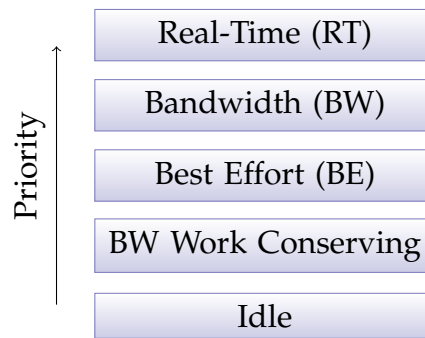 Real-Time (RT)
Bandwidth (BW)
Best Effort (BE)
BW Work Conserving
Idle
Priority